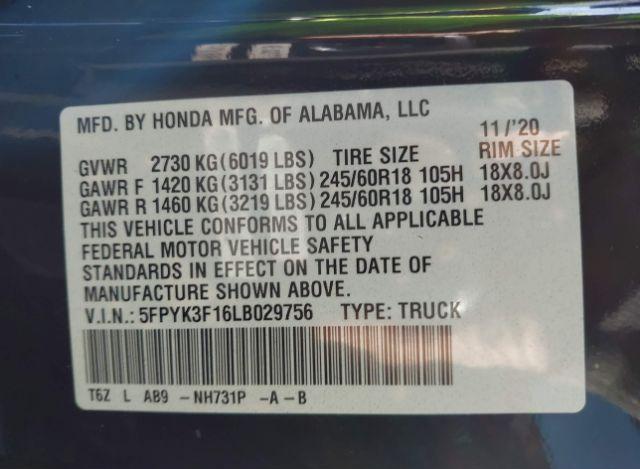 MFD. BY HONDA MFG. OF ALABAMA, LLC
11/'20
GVWR 2730 KG (6019 LBS) TIRE SIZE RIM SIZE
GAWR F 1420 KG (3131 LBS) 245/60R18 105H 18X8.0J
GAWR R 1460 KG (3219 LBS) 245/60R18 105H 18X8.0J
THIS VEHICLE CONFORMS TO ALL APPLICABLE
FEDERAL MOTOR VEHICLE SAFETY
STANDARDS IN EFFECT ON THE DATE OF
MANUFACTURE SHOWN ABOVE.
V.I.N.: 5FPYK3F16LB029756 TYPE: TRUCK
T6Z L AB9 -NH731P -A-B